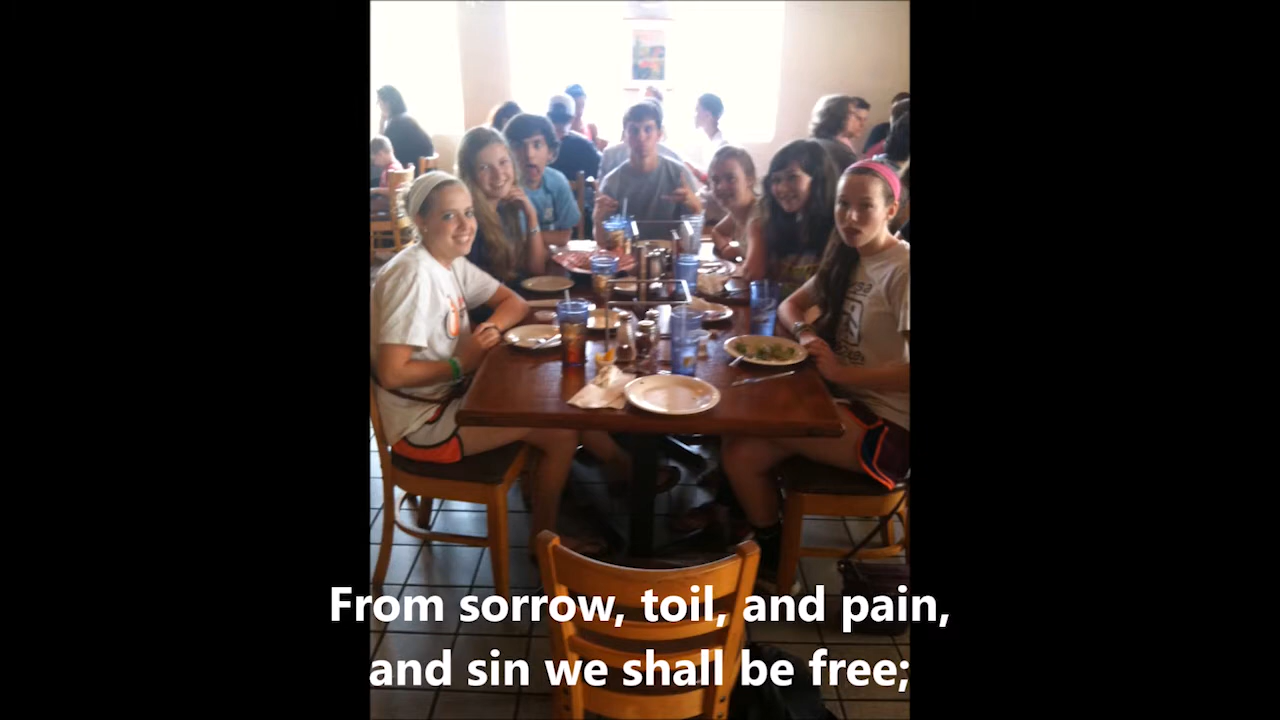 From sorrow, toil, and pain,
and sin we shall be free;